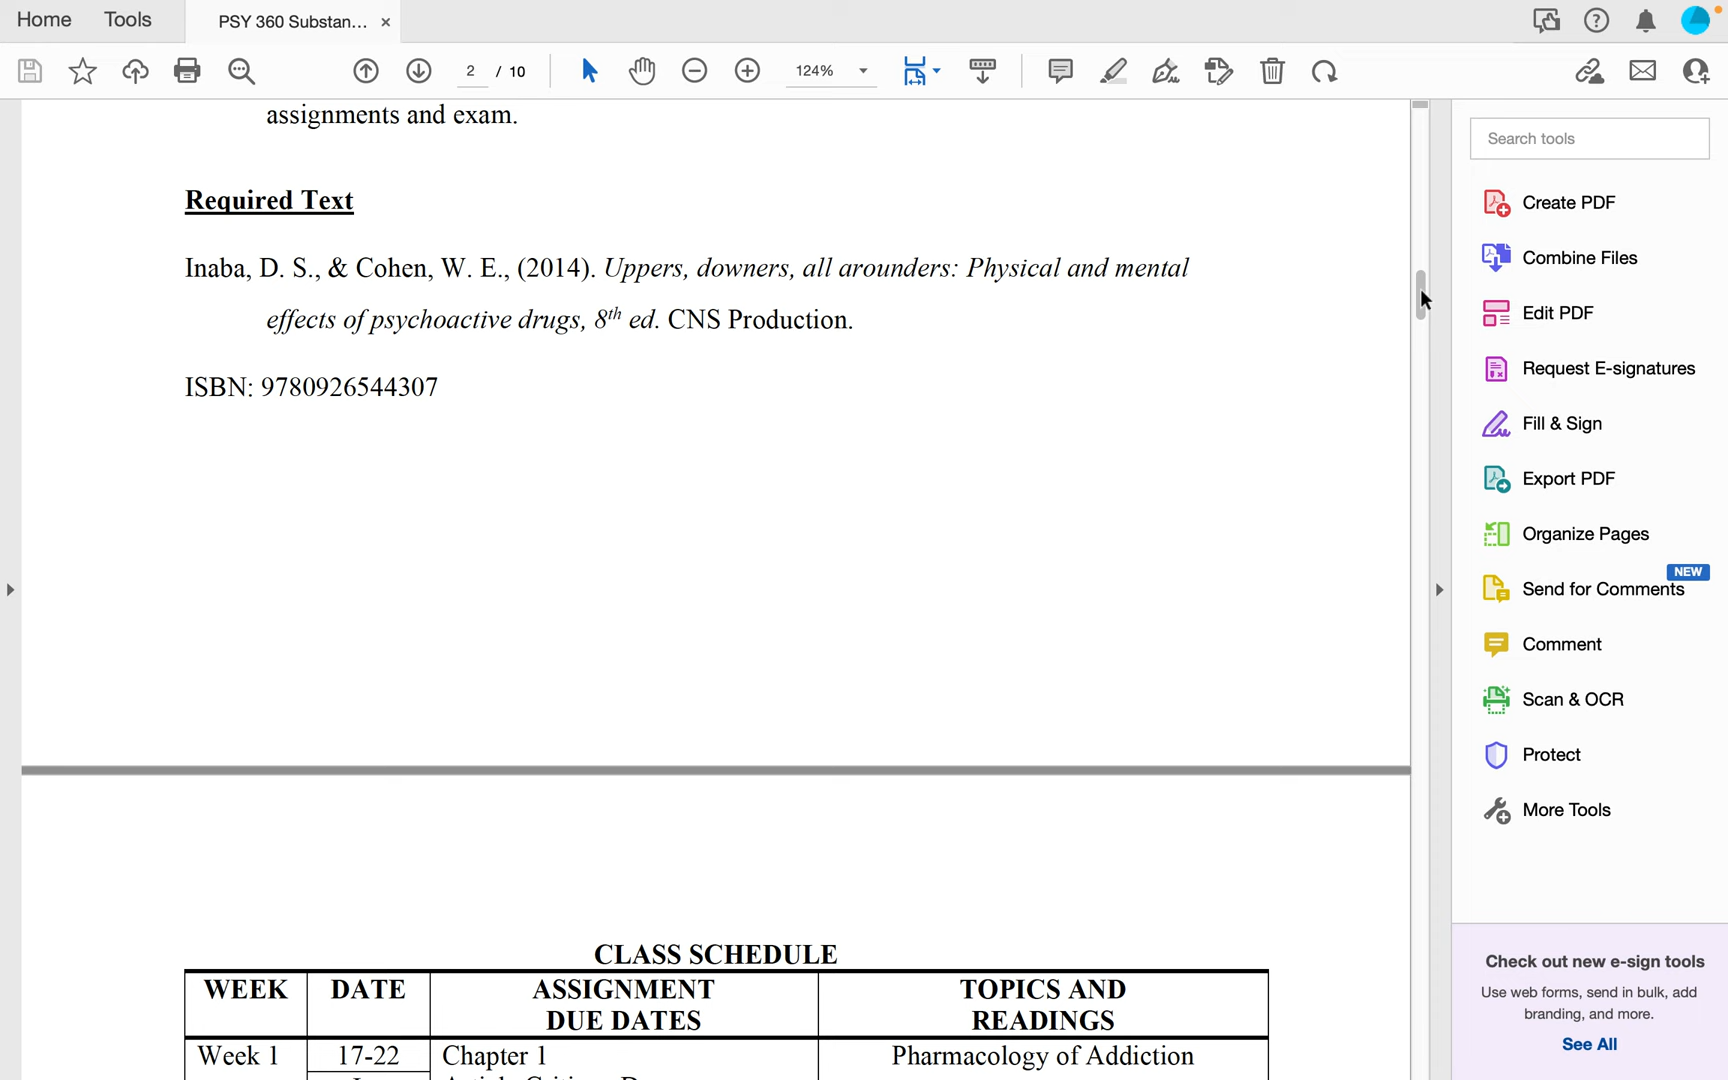 Home
Tools
PSY 360 Substan...
2 / 10
124%
assignments and exam.
Required Text
Inaba, D. S., & Cohen, W. E., (2014). Uppers, downers, all arounders: Physical and mental
effects of psychoactive drugs, 8th ed. CNS Production.
ISBN: 9780926544307
CLASS SCHEDULE
WEEK
DATE
ASSIGNMENT
DUE DATES
TOPICS AND
READINGS
Week 1
17-22
Chapter 1
Pharmacology of Addiction
Search tools
Create PDF
Combine Files
Edit PDF
Request E-signatures
Fill & Sign
Export PDF
Organize Pages
NEW
Send for Comments
Comment
Scan & OCR
Protect
More Tools
Check out new e-sign tools
Use web forms, send in bulk, add
branding, and more.
See All